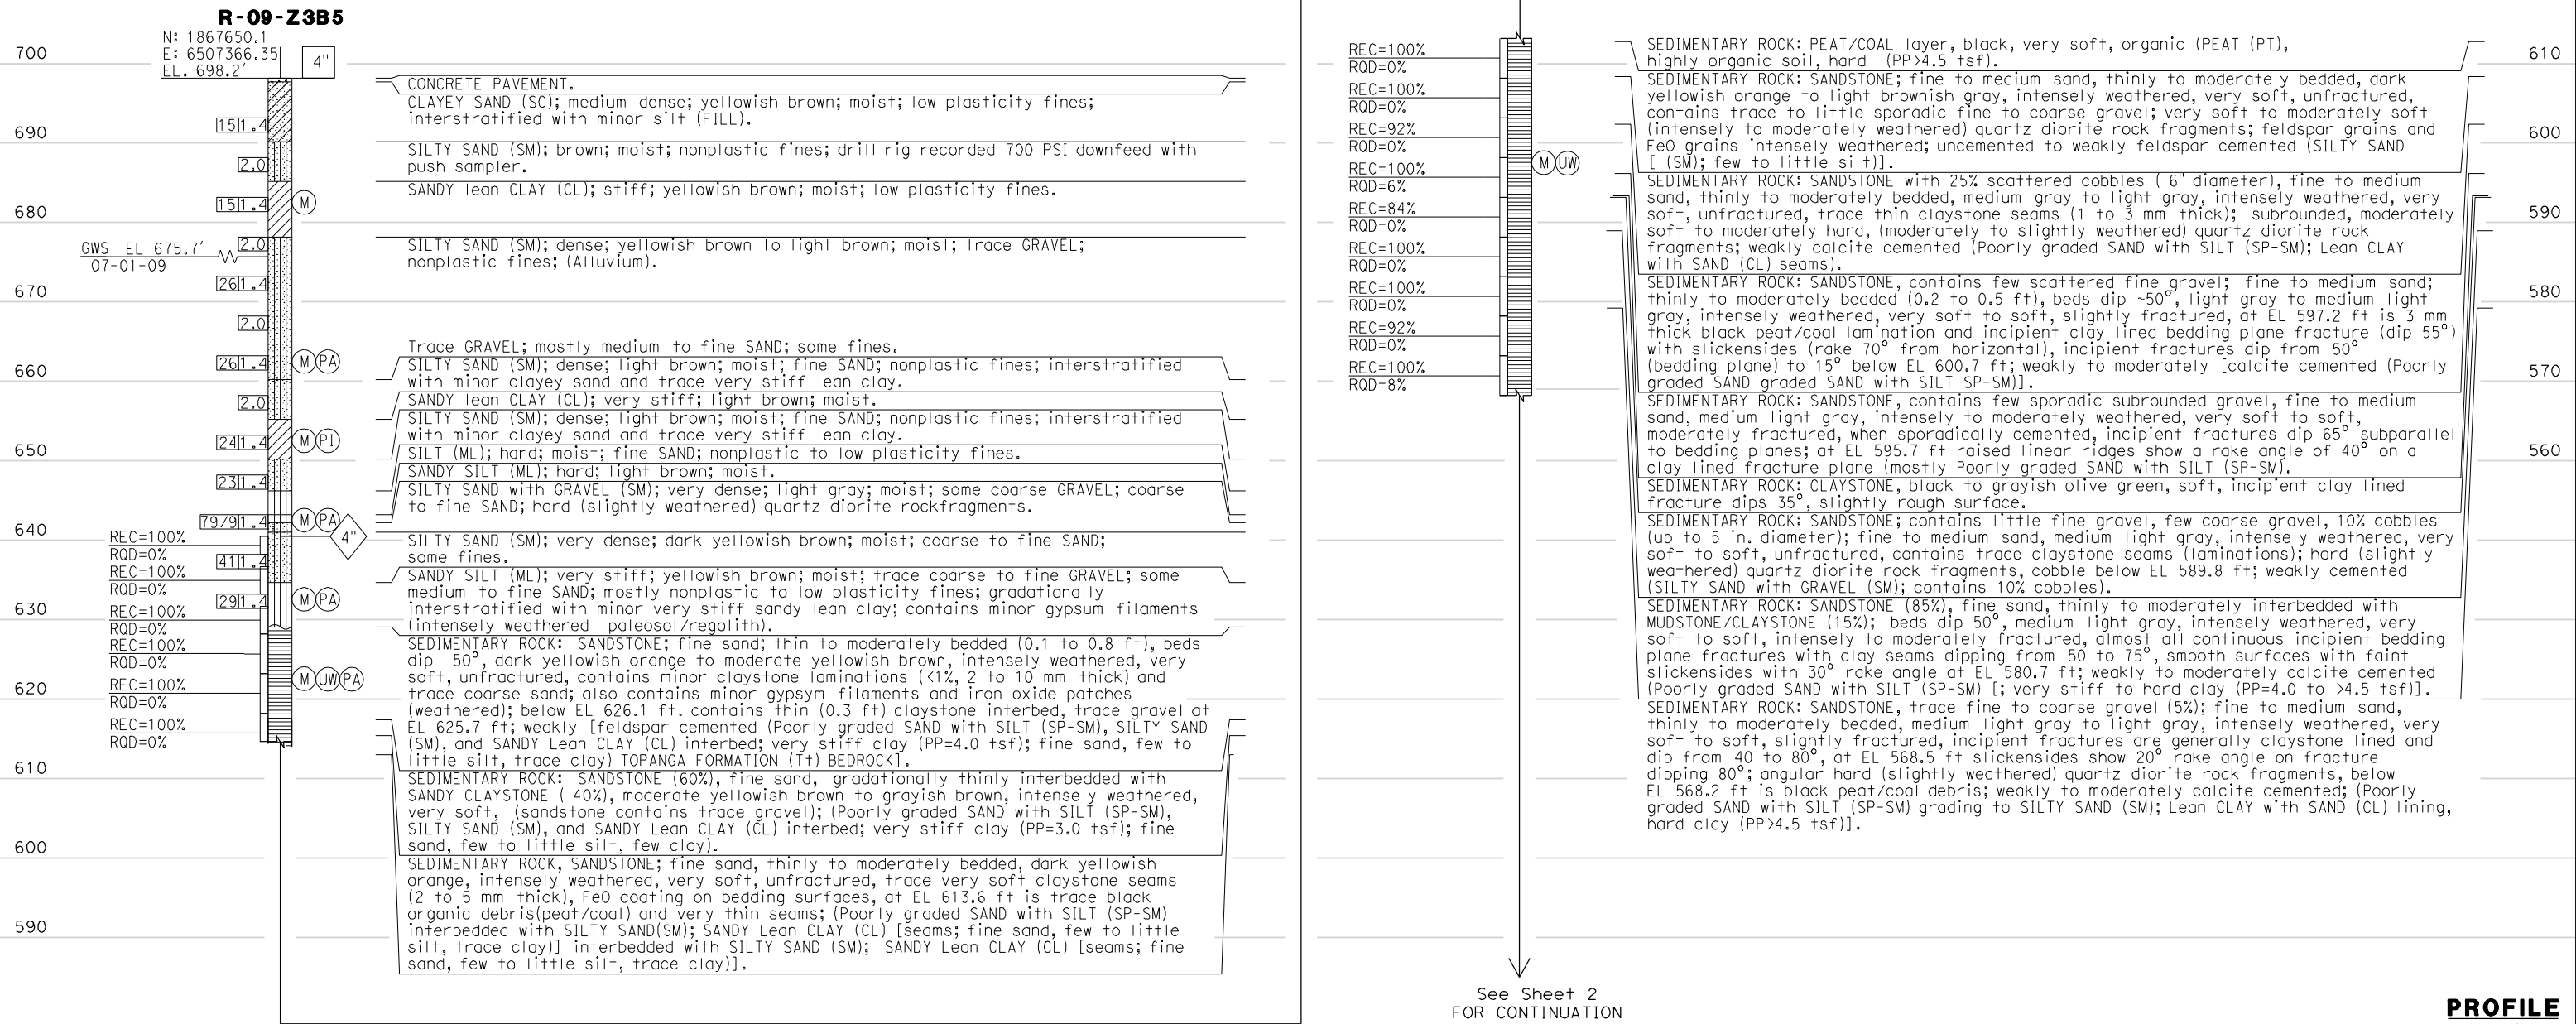 R-09-Z3B5
N: 1867650.1
E: 6507366.35
EL. 698.2'
4"
700
690
680
670
660
650
640
630
620
610
600
590
15 1.4
2.0
15 1.4
M
2.0
GWS EL 675.7'
07-01-09
26 1.4
2.0
26 1.4
M PA
2.0
24 1.4
M PI
23 1.4
79/9 1.4
M PA
4"
REC=100%
RQD=0%
41 1.4
REC=100%
RQD=0%
29 1.4
M PA
REC=100%
RQD=0%
REC=100%
RQD=0%
M UW PA
REC=100%
RQD=0%
REC=100%
RQD=0%
CONCRETE PAVEMENT.
CLAYEY SAND (SC); medium dense; yellowish brown; moist; low plasticity fines;
interstratified with minor silt (FILL).
SILTY SAND (SM); brown; moist; nonplastic fines; drill rig recorded 700 PSI downfeed with
push sampler.
SANDY lean CLAY (CL); stiff; yellowish brown; moist; low plasticity fines.
SILTY SAND (SM); dense; yellowish brown to light brown; moist; trace GRAVEL;
nonplastic fines; (Alluvium).
Trace GRAVEL; mostly medium to fine SAND; some fines.
SILTY SAND (SM); dense; light brown; moist; fine SAND; nonplastic fines; interstratified
with minor clayey sand and trace very stiff lean clay.
SANDY lean CLAY (CL); very stiff; light brown; moist.
SILTY SAND (SM); dense; light brown; moist; fine SAND; nonplastic fines; interstratified
with minor clayey sand and trace very stiff lean clay.
SILT (ML); hard; moist; fine SAND; nonplastic to low plasticity fines.
SANDY SILT (ML); hard; light brown; moist.
SILTY SAND with GRAVEL (SM); very dense; light gray; moist; some coarse GRAVEL; coarse
to fine SAND; hard (slightly weathered) quartz diorite rockfragments.
SILTY SAND (SM); very dense; dark yellowish brown; moist; coarse to fine SAND;
some fines.
SANDY SILT (ML); very stiff; yellowish brown; moist; trace coarse to fine GRAVEL; some
medium to fine SAND; mostly nonplastic to low plasticity fines; gradationally
interstratified with minor very stiff sandy lean clay; contains minor gypsum filaments
(intensely weathered paleosol/regolith).
SEDIMENTARY ROCK: SANDSTONE; fine sand; thin to moderately bedded (0.1 to 0.8 ft), beds
dip 50°, dark yellowish orange to moderate yellowish brown, intensely weathered, very
soft, unfractured, contains minor claystone laminations (<1%, 2 to 10 mm thick) and
trace coarse sand; also contains minor gypsym filaments and iron oxide patches
(weathered); below EL 626.1 ft. contains thin (0.3 ft) claystone interbed, trace gravel at
EL 625.7 ft; weakly [feldspar cemented (Poorly graded SAND with SILT (SP-SM), SILTY SAND
(SM), and SANDY Lean CLAY (CL) interbed; very stiff clay (PP=4.0 tsf); fine sand, few to
little silt, trace clay) TOPANGA FORMATION (Tt) BEDROCK].
SEDIMENTARY ROCK: SANDSTONE (60%), fine sand, gradationally thinly interbedded with
SANDY CLAYSTONE ( 40%), moderate yellowish brown to grayish brown, intensely weathered,
very soft, (sandstone contains trace gravel); (Poorly graded SAND with SILT (SP-SM),
SILTY SAND (SM), and SANDY Lean CLAY (CL) interbed; very stiff clay (PP=3.0 tsf); fine
sand, few to little silt, few clay).
SEDIMENTARY ROCK, SANDSTONE; fine sand, thinly to moderately bedded, dark yellowish
orange, intensely weathered, very soft, unfractured, trace very soft claystone seams
(2 to 5 mm thick), FeO coating on bedding surfaces, at EL 613.6 ft is trace black
organic debris(peat/coal) and very thin seams; (Poorly graded SAND with SILT (SP-SM)
interbedded with SILTY SAND(SM); SANDY Lean CLAY (CL) [seams; fine sand, few to little
silt, trace clay)] interbedded with SILTY SAND (SM); SANDY Lean CLAY (CL) [seams; fine
sand, few to little silt, trace clay)].
REC=100%
RQD=0%
REC=100%
RQD=0%
REC=92%
RQD=0%
REC=100%
RQD=6%
M UW
REC=84%
RQD=0%
REC=100%
RQD=0%
REC=100%
RQD=0%
REC=92%
RQD=0%
REC=100%
RQD=8%
See Sheet 2
FOR CONTINUATION
SEDIMENTARY ROCK: PEAT/COAL layer, black, very soft, organic (PEAT (PT),
highly organic soil, hard (PP>4.5 tsf).
SEDIMENTARY ROCK: SANDSTONE; fine to medium sand, thinly to moderately bedded, dark
yellowish orange to light brownish gray, intensely weathered, very soft, unfractured,
contains trace to little sporadic fine to coarse gravel; very soft to moderately soft
(intensely to moderately weathered) quartz diorite rock fragments; feldspar grains and
FeO grains intensely weathered; uncemented to weakly feldspar cemented (SILTY SAND
[ (SM); few to little silt)].
SEDIMENTARY ROCK: SANDSTONE with 25% scattered cobbles ( 6" diameter), fine to medium
sand, thinly to moderately bedded, medium gray to light gray, intensely weathered, very
soft, unfractured, trace thin claystone seams (1 to 3 mm thick); subrounded, moderately
soft to moderately hard, (moderately to slightly weathered) quartz diorite rock
fragments; weakly calcite cemented (Poorly graded SAND with SILT (SP-SM); Lean CLAY
with SAND (CL) seams).
SEDIMENTARY ROCK: SANDSTONE, contains few scattered fine gravel; fine to medium sand;
thinly to moderately bedded (0.2 to 0.5 ft), beds dip ~50°, light gray to medium light
gray, intensely weathered, very soft to soft, slightly fractured, at EL 597.2 ft is 3 mm
thick black peat/coal lamination and incipient clay lined bedding plane fracture (dip 55°)
with slickensides (rake 70° from horizontal), incipient fractures dip from 50°
(bedding plane) to 15° below EL 600.7 ft; weakly to moderately [calcite cemented (Poorly
graded SAND graded SAND with SILT SP-SM)].
SEDIMENTARY ROCK: SANDSTONE, contains few sporadic subrounded gravel, fine to medium
sand, medium light gray, intensely to moderately weathered, very soft to soft,
moderately fractured, when sporadically cemented, incipient fractures dip 65° subparallel
to bedding planes; at EL 595.7 ft raised linear ridges show a rake angle of 40° on a
clay lined fracture plane (mostly Poorly graded SAND with SILT (SP-SM).
SEDIMENTARY ROCK: CLAYSTONE, black to grayish olive green, soft, incipient clay lined
fracture dips 35°, slightly rough surface.
SEDIMENTARY ROCK: SANDSTONE; contains little fine gravel, few coarse gravel, 10% cobbles
(up to 5 in. diameter); fine to medium sand, medium light gray, intensely weathered, very
soft to soft, unfractured, contains trace claystone seams (laminations); hard (slightly
weathered) quartz diorite rock fragments, cobble below EL 589.8 ft; weakly cemented
(SILTY SAND with GRAVEL (SM; contains 10% cobbles).
SEDIMENTARY ROCK: SANDSTONE (85%), fine sand, thinly to moderately interbedded with
MUDSTONE/CLAYSTONE (15%); beds dip 50°, medium light gray, intensely weathered, very
soft to soft, intensely to moderately fractured, almost all continuous incipient bedding
plane fractures with clay seams dipping from 50 to 75°, smooth surfaces with faint
slickensides with 30° rake angle at EL 580.7 ft; weakly to moderately calcite cemented
(Poorly graded SAND with SILT (SP-SM) [; very stiff to hard clay (PP=4.0 to >4.5 tsf)].
SEDIMENTARY ROCK: SANDSTONE, trace fine to coarse gravel (5%); fine to medium sand,
thinly to moderately bedded, medium light gray to light gray, intensely weathered, very
soft to soft, slightly fractured, incipient fractures are generally claystone lined and
dip from 40 to 80°, at EL 568.5 ft slickensides show 20° rake angle on fracture
dipping 80°; angular hard (slightly weathered) quartz diorite rock fragments, below
EL 568.2 ft is black peat/coal debris; weakly to moderately calcite cemented; (Poorly
graded SAND with SILT (SP-SM) grading to SILTY SAND (SM); Lean CLAY with SAND (CL) lining,
hard clay (PP>4.5 tsf)].
610
600
590
580
570
560
PROFILE